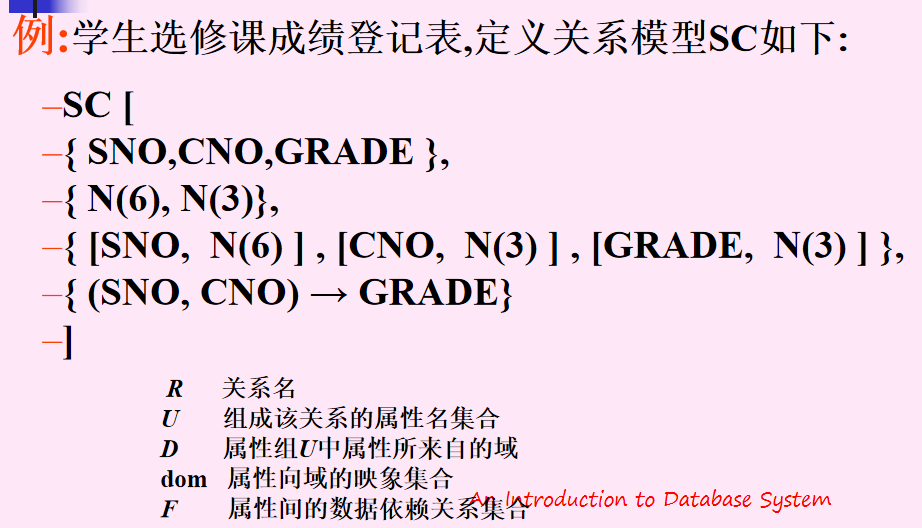 例:学生选修课成绩登记表,定义关系模型SC如下:
–SC [
–{ SNO,CNO,GRADE },
–{ N(6), N(3)},
–{ [SNO, N(6) ] , [CNO, N(3) ] , [GRADE, N(3) ] },
–{ (SNO, CNO) → GRADE}
–]
R 关系名
U 组成该关系的属性名集合
D 属性组U中属性所来自的域
dom 属性向域的映象集合
F 属性间的数据依赖关系集合
An Introduction to Database System